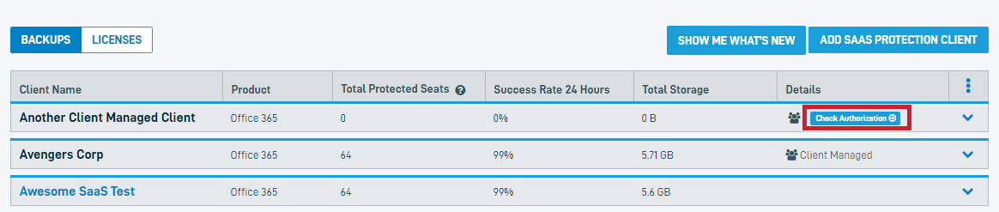 BACKUPS LICENSES SHOW ME WHAT'S NEW ADD SAAS PROTECTION CLIENT
Client Name Product Total Protected Seats ? Success Rate 24 Hours Total Storage Details
Another Client Managed Client Office 365 0 0% 0 B Check Authorization
Avengers Corp Office 365 64 99% 5.71 GB Client Managed
Awesome SaaS Test Office 365 64 99% 5.6 GB